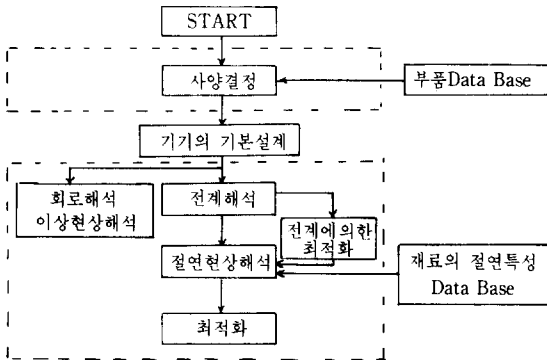 START
사양결정
부품Data Base
기기의 기본설계
회로해석
이상현상해석
전계해석
전계에의한
최적화
절연현상해석
재료의 절연특성
Data Base
최적화